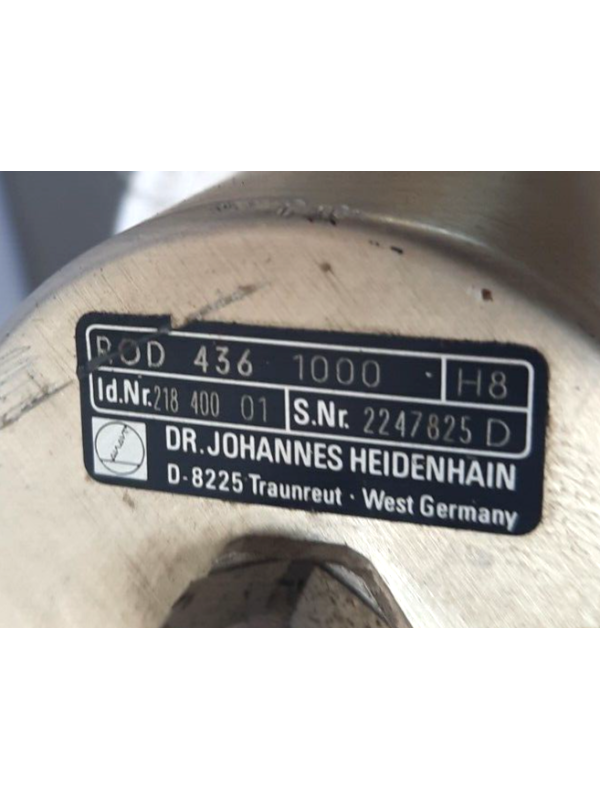 ROD 436 1000 H8
Id.Nr. 218 400 01 S.Nr. 2247825 D
DR. JOHANNES HEIDENHAIN
D-8225 Traunreut · West Germany